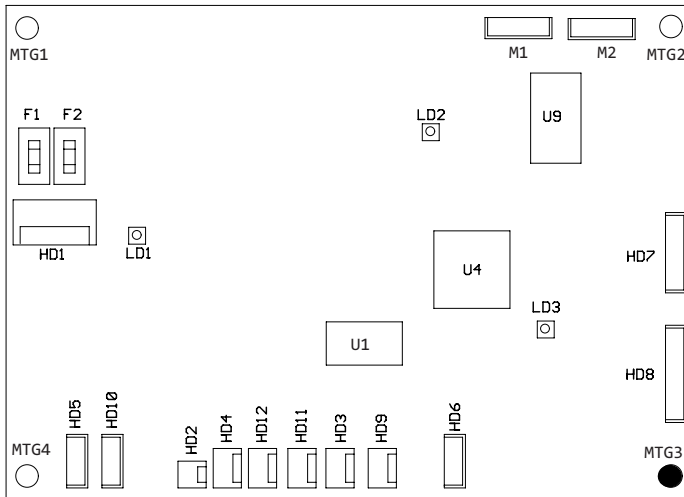 MTG1
M1
M2
MTG2
F1
F2
LD2
U9
HD1
LD1
HD7
U4
LD3
U1
HD8
HD5
HD10
HD2
HD4
HD12
HD11
HD3
HD9
HD6
MTG4
MTG3